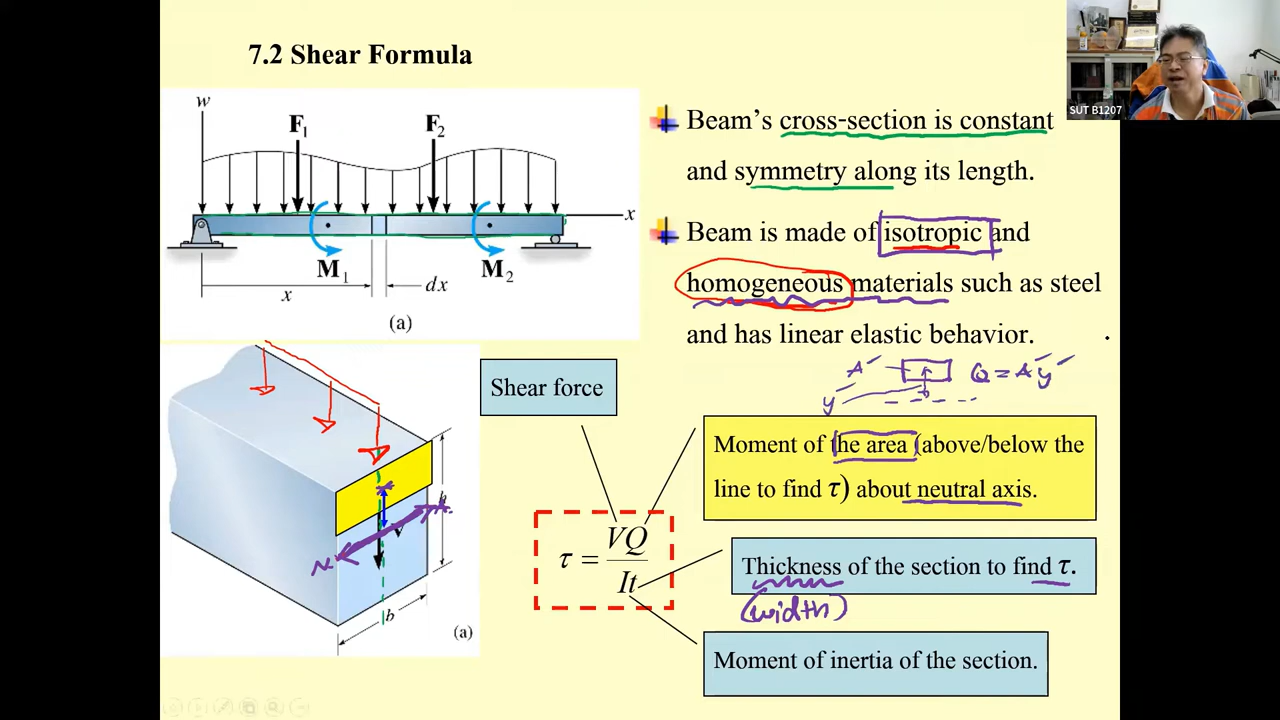 7.2 Shear Formula
SUT B1207
w
F1
F2
x
M1
M2
x
dx
(a)
Beam's cross-section is constant
and symmetry along its length.
Beam is made of isotropic and
homogeneous materials such as steel
and has linear elastic behavior.
A′
Q = A′y′
y′
Shear force
Moment of the area (above/below the
line to find τ) about neutral axis.
h
N
A
V
b
(a)
τ = VQ
It
Thickness of the section to find τ.
(width)
Moment of inertia of the section.